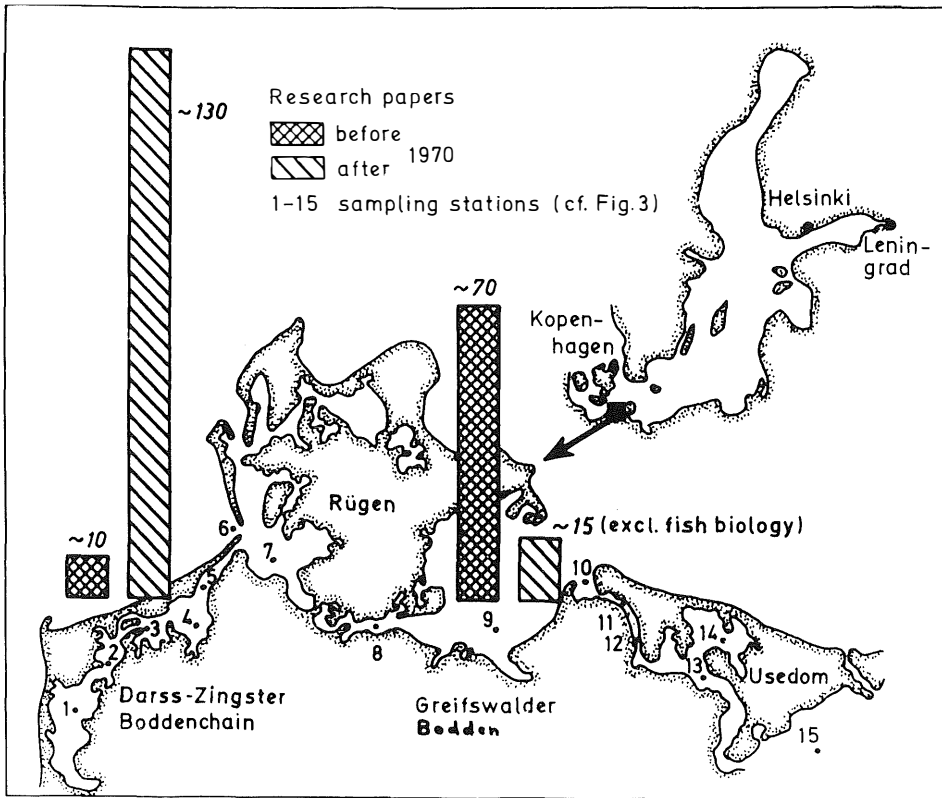 ~130
Research papers
before
after 1970
1-15 sampling stations (cf. Fig. 3)
Helsinki
Lenin-
grad
~70
Kopen-
hagen
Rügen
~10
~15 (excl. fish biology)
6
7
10
5
4
3
2
1
8
9
11
12
13
14
15
Usedom
Darss-Zingster
Boddenchain
Greifswalder
Bodden